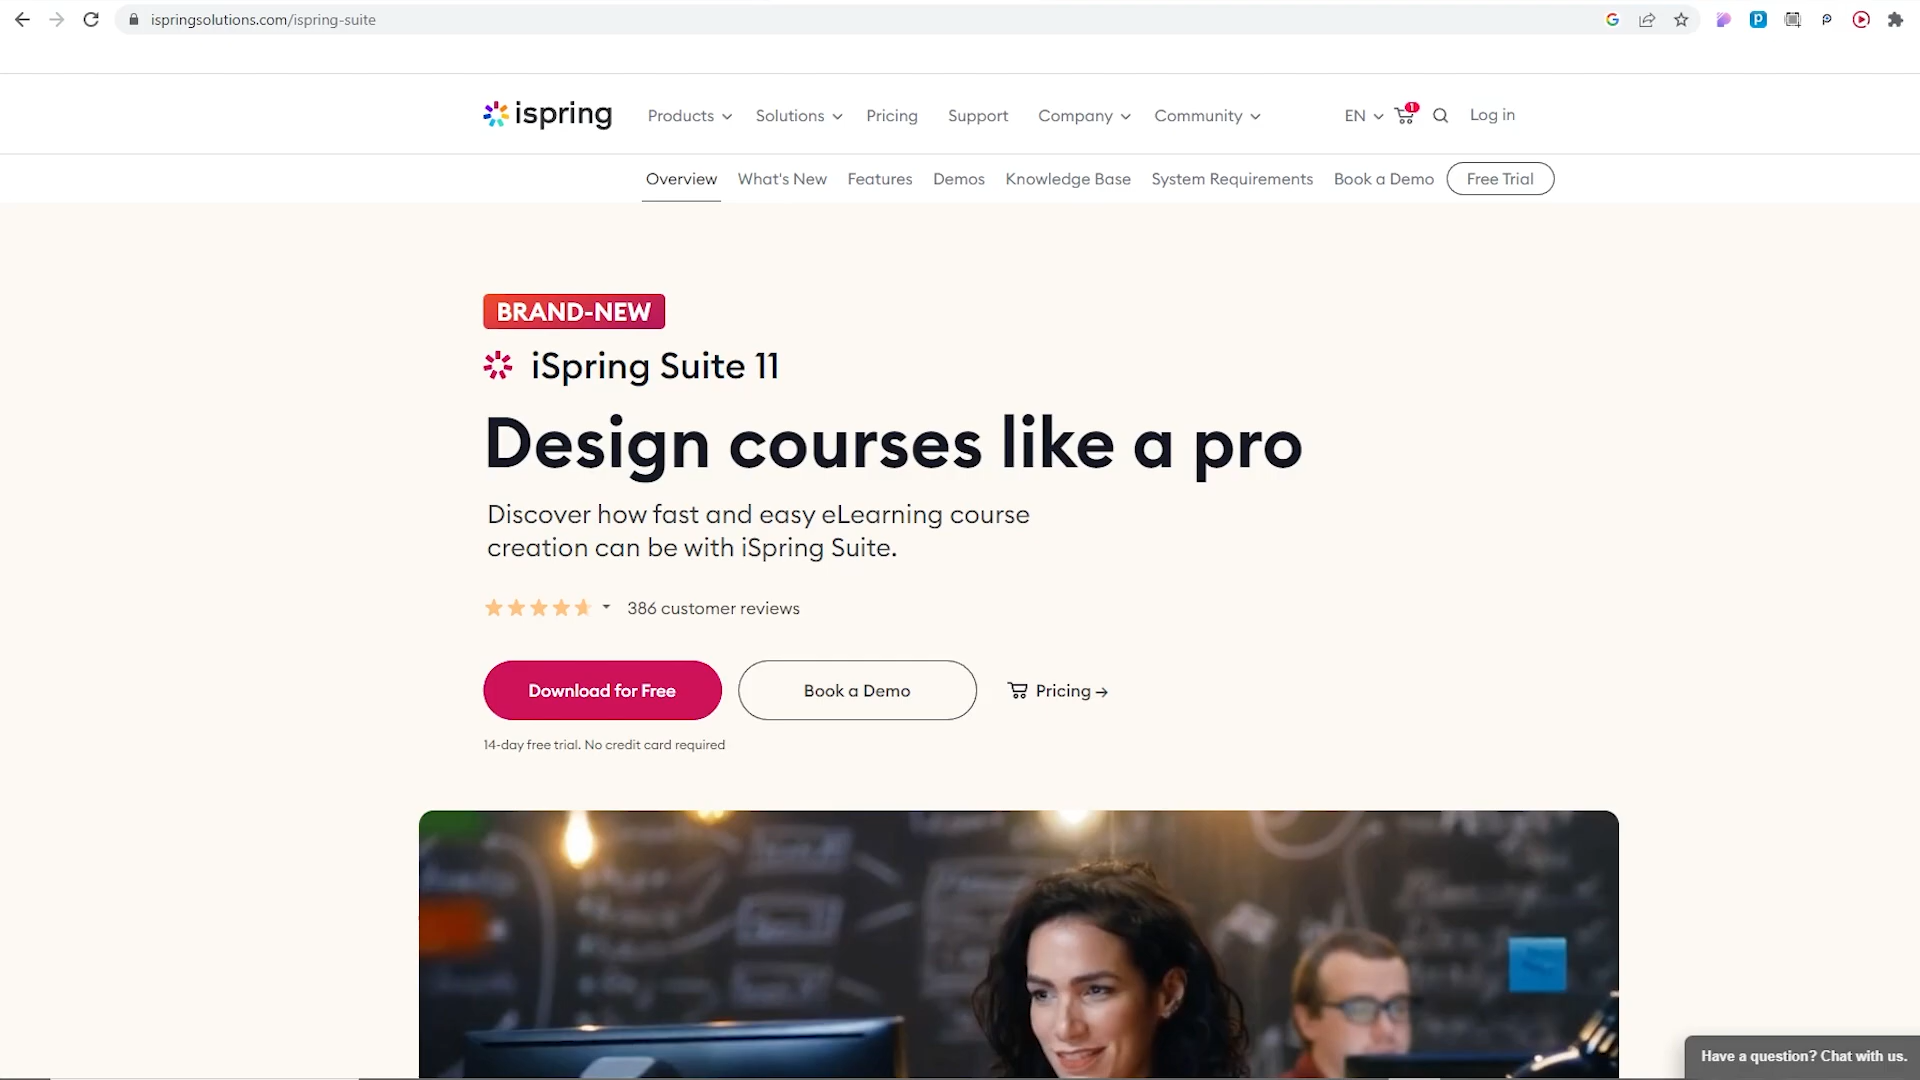 ispringsolutions.com/ispring-suite
ispring
Products
Solutions
Pricing
Support
Company
Community
EN
1
Log in
Overview
What's New
Features
Demos
Knowledge Base
System Requirements
Book a Demo
Free Trial
BRAND-NEW
iSpring Suite 11
Design courses like a pro
Discover how fast and easy eLearning course
creation can be with iSpring Suite.
386 customer reviews
Download for Free
Book a Demo
Pricing →
14-day free trial. No credit card required
Have a question? Chat with us.